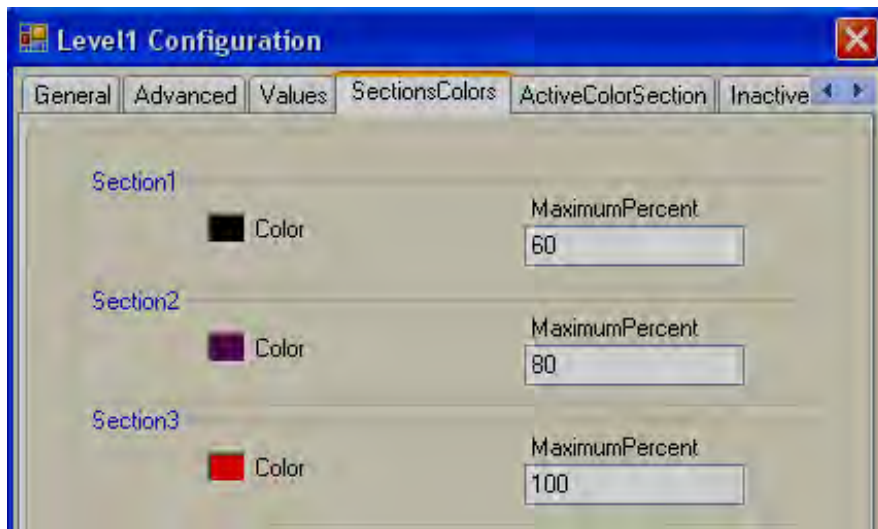 Level1 Configuration
General Advanced Values SectionsColors ActiveColorSection Inactive
Section1
MaximumPercent
Color
60
Section2
MaximumPercent
Color
80
Section3
MaximumPercent
Color
100